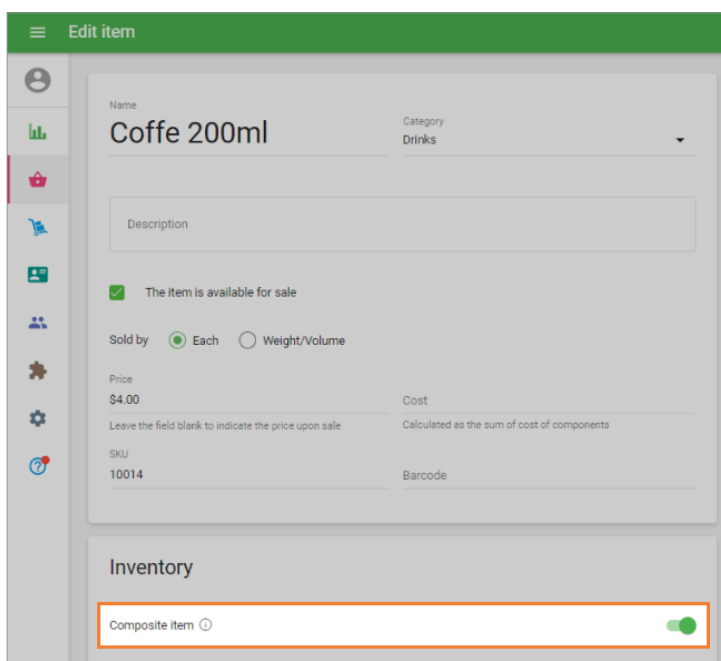 Edit item
Name
Coffe 200ml
Category
Drinks
Description
The item is available for sale
Sold by Each Weight/Volume
Price
$4.00
Cost
Leave the field blank to indicate the price upon sale
Calculated as the sum of cost of components
SKU
10014
Barcode
Inventory
Composite item